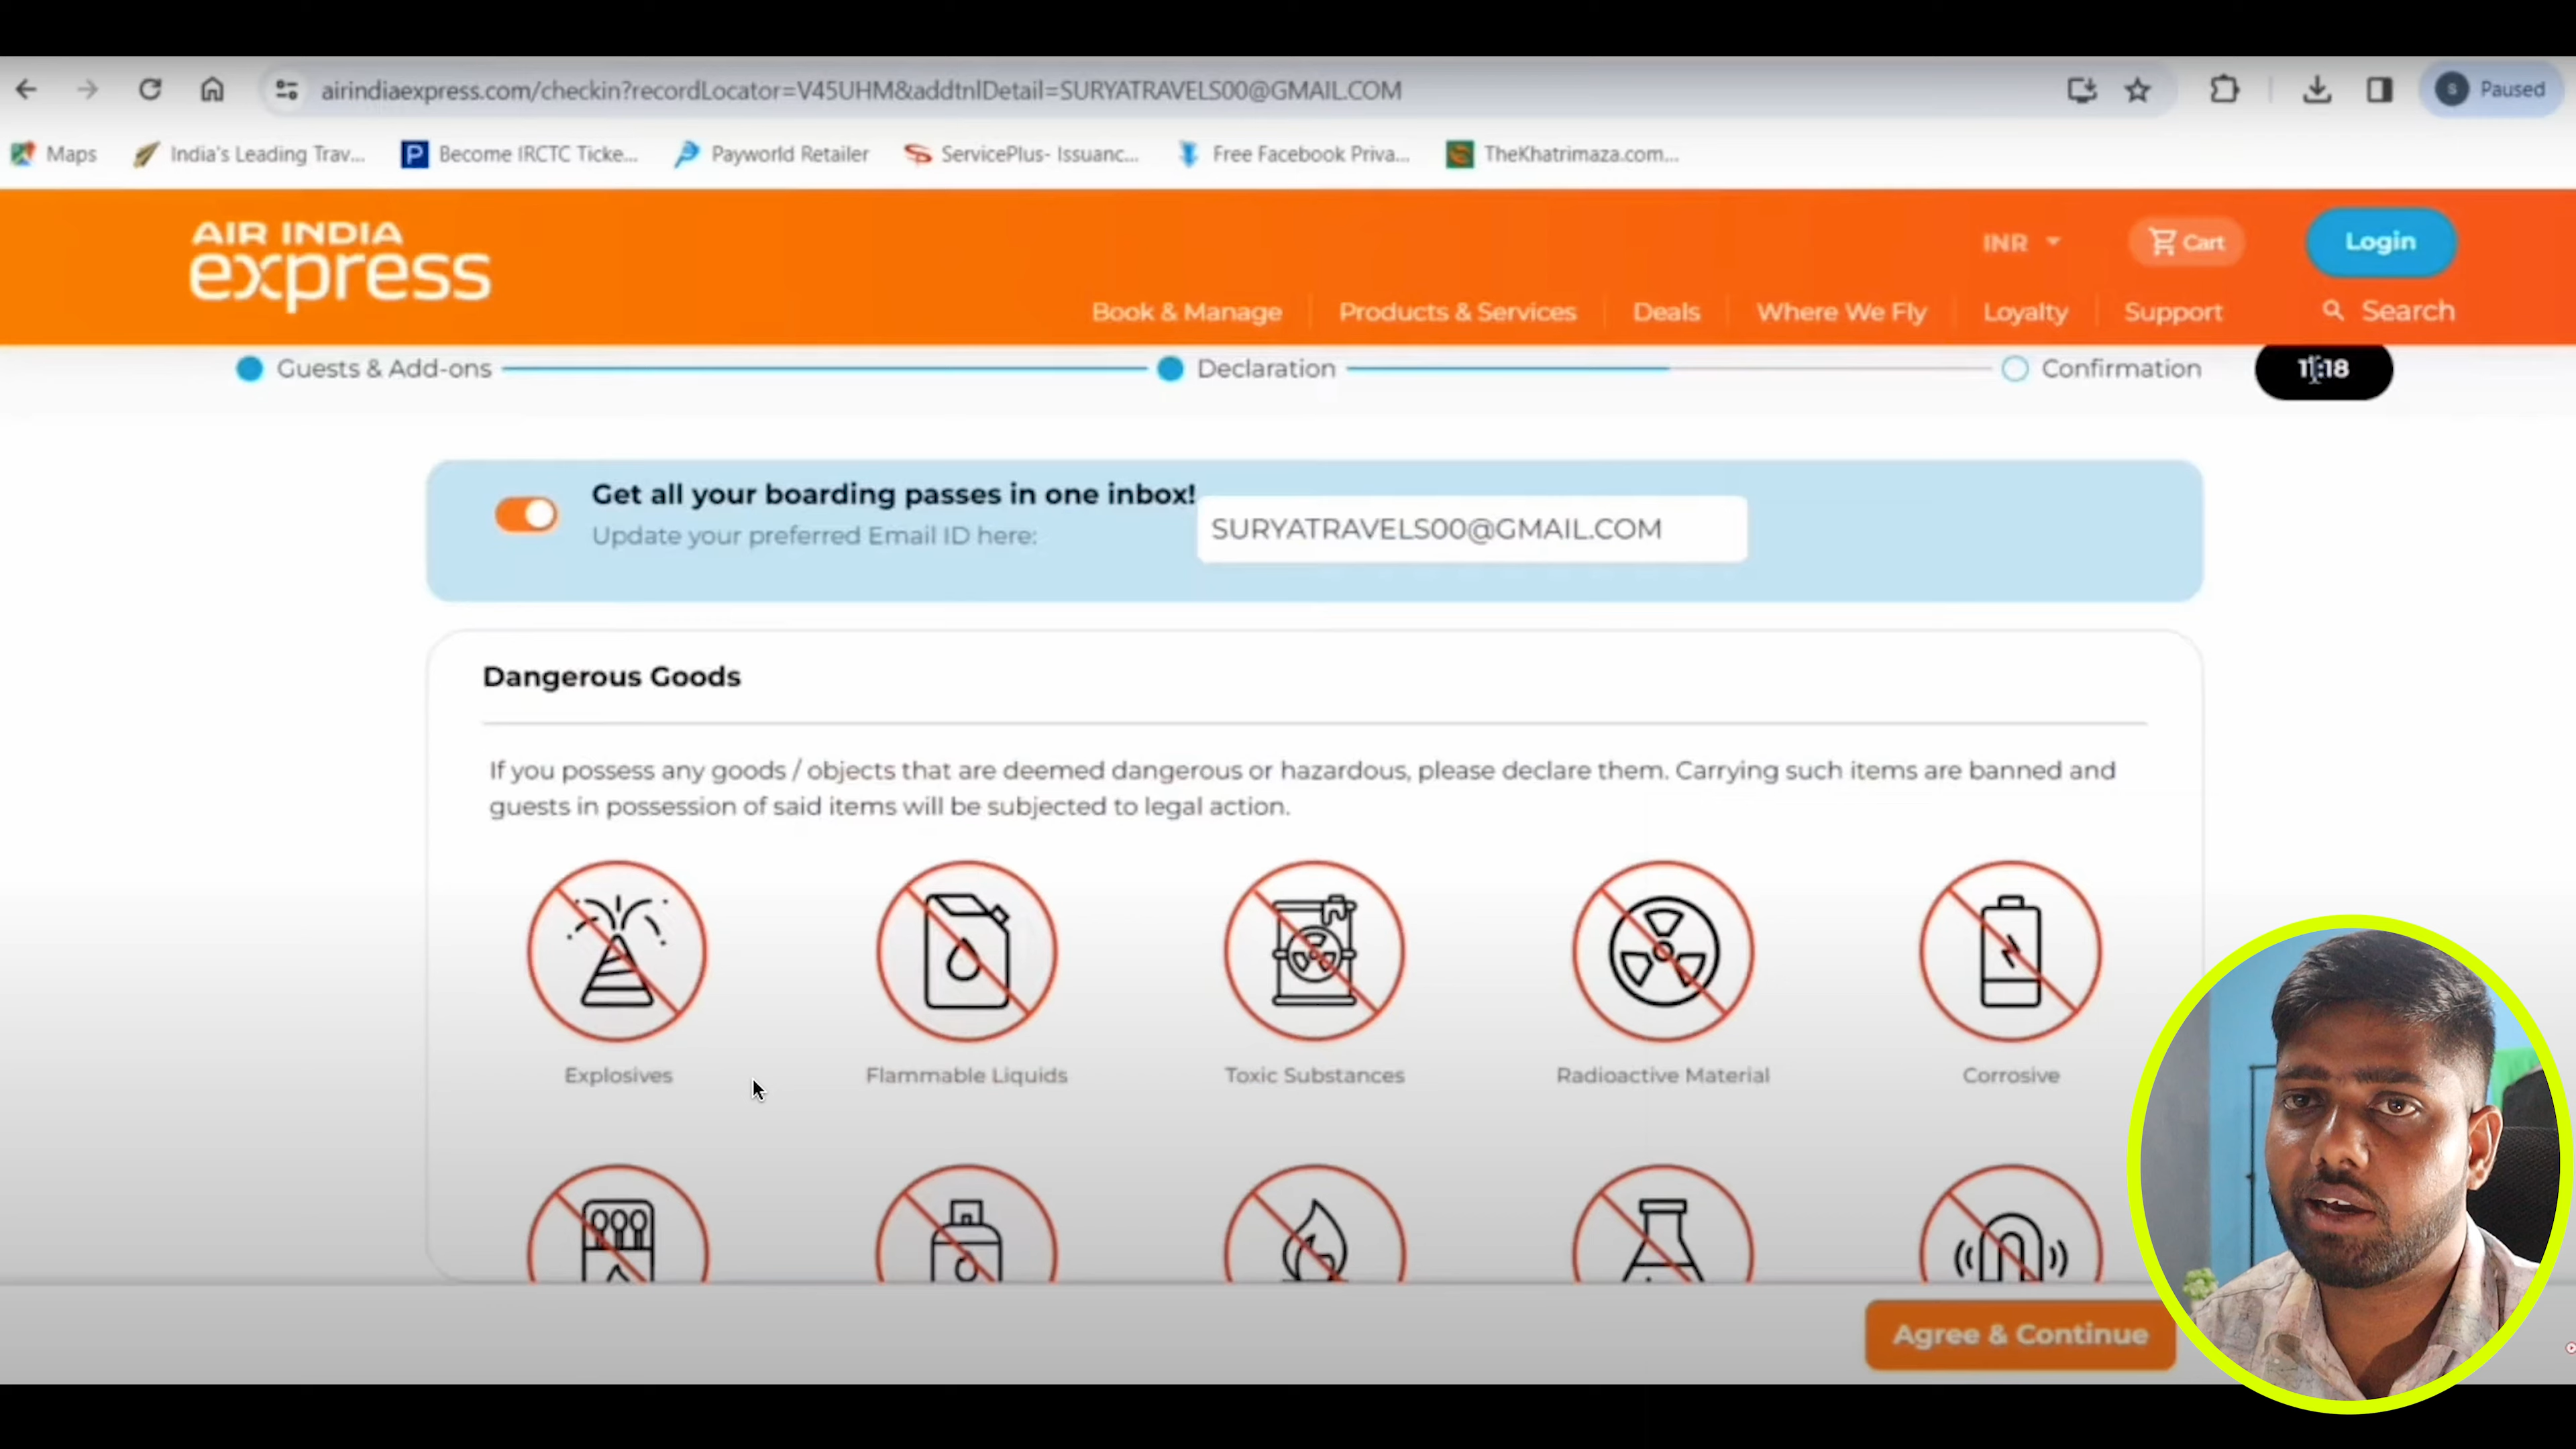 airindiaexpress.com/checkin?recordLocator=V45UHM&addtnlDetail=SURYATRAVELS00@GMAIL.COM
S Paused
Maps India's Leading Trav... P Become IRCTC Ticke... Payworld Retailer ServicePlus- Issuanc... Free Facebook Priva... TheKhatrimaza.com...
AIR INDIA
express
INR Cart Login
Book & Manage Products & Services Deals Where We Fly Loyalty Support Search
Guests & Add-ons Declaration Confirmation
Get all your boarding passes in one inbox!
Update your preferred Email ID here:
SURYATRAVELS00@GMAIL.COM
Dangerous Goods
If you possess any goods / objects that are deemed dangerous or hazardous, please declare them. Carrying such items are banned and
guests in possession of said items will be subjected to legal action.
Explosives Flammable Liquids Toxic Substances Radioactive Material Corrosive
Agree & Continue